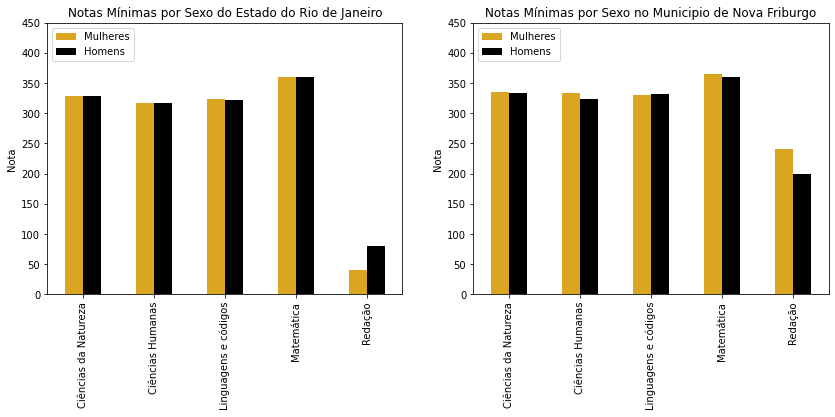 Notas Mínimas por Sexo do Estado do Rio de Janeiro
Mulheres
Homens
Nota
450
400
350
300
250
200
150
100
50
0
Ciências da Natureza
Ciências Humanas
Linguagens e códigos
Matemática
Redação
Notas Mínimas por Sexo no Municipio de Nova Friburgo
Mulheres
Homens
Nota
450
400
350
300
250
200
150
100
50
0
Ciências da Natureza
Ciências Humanas
Linguagens e códigos
Matemática
Redação